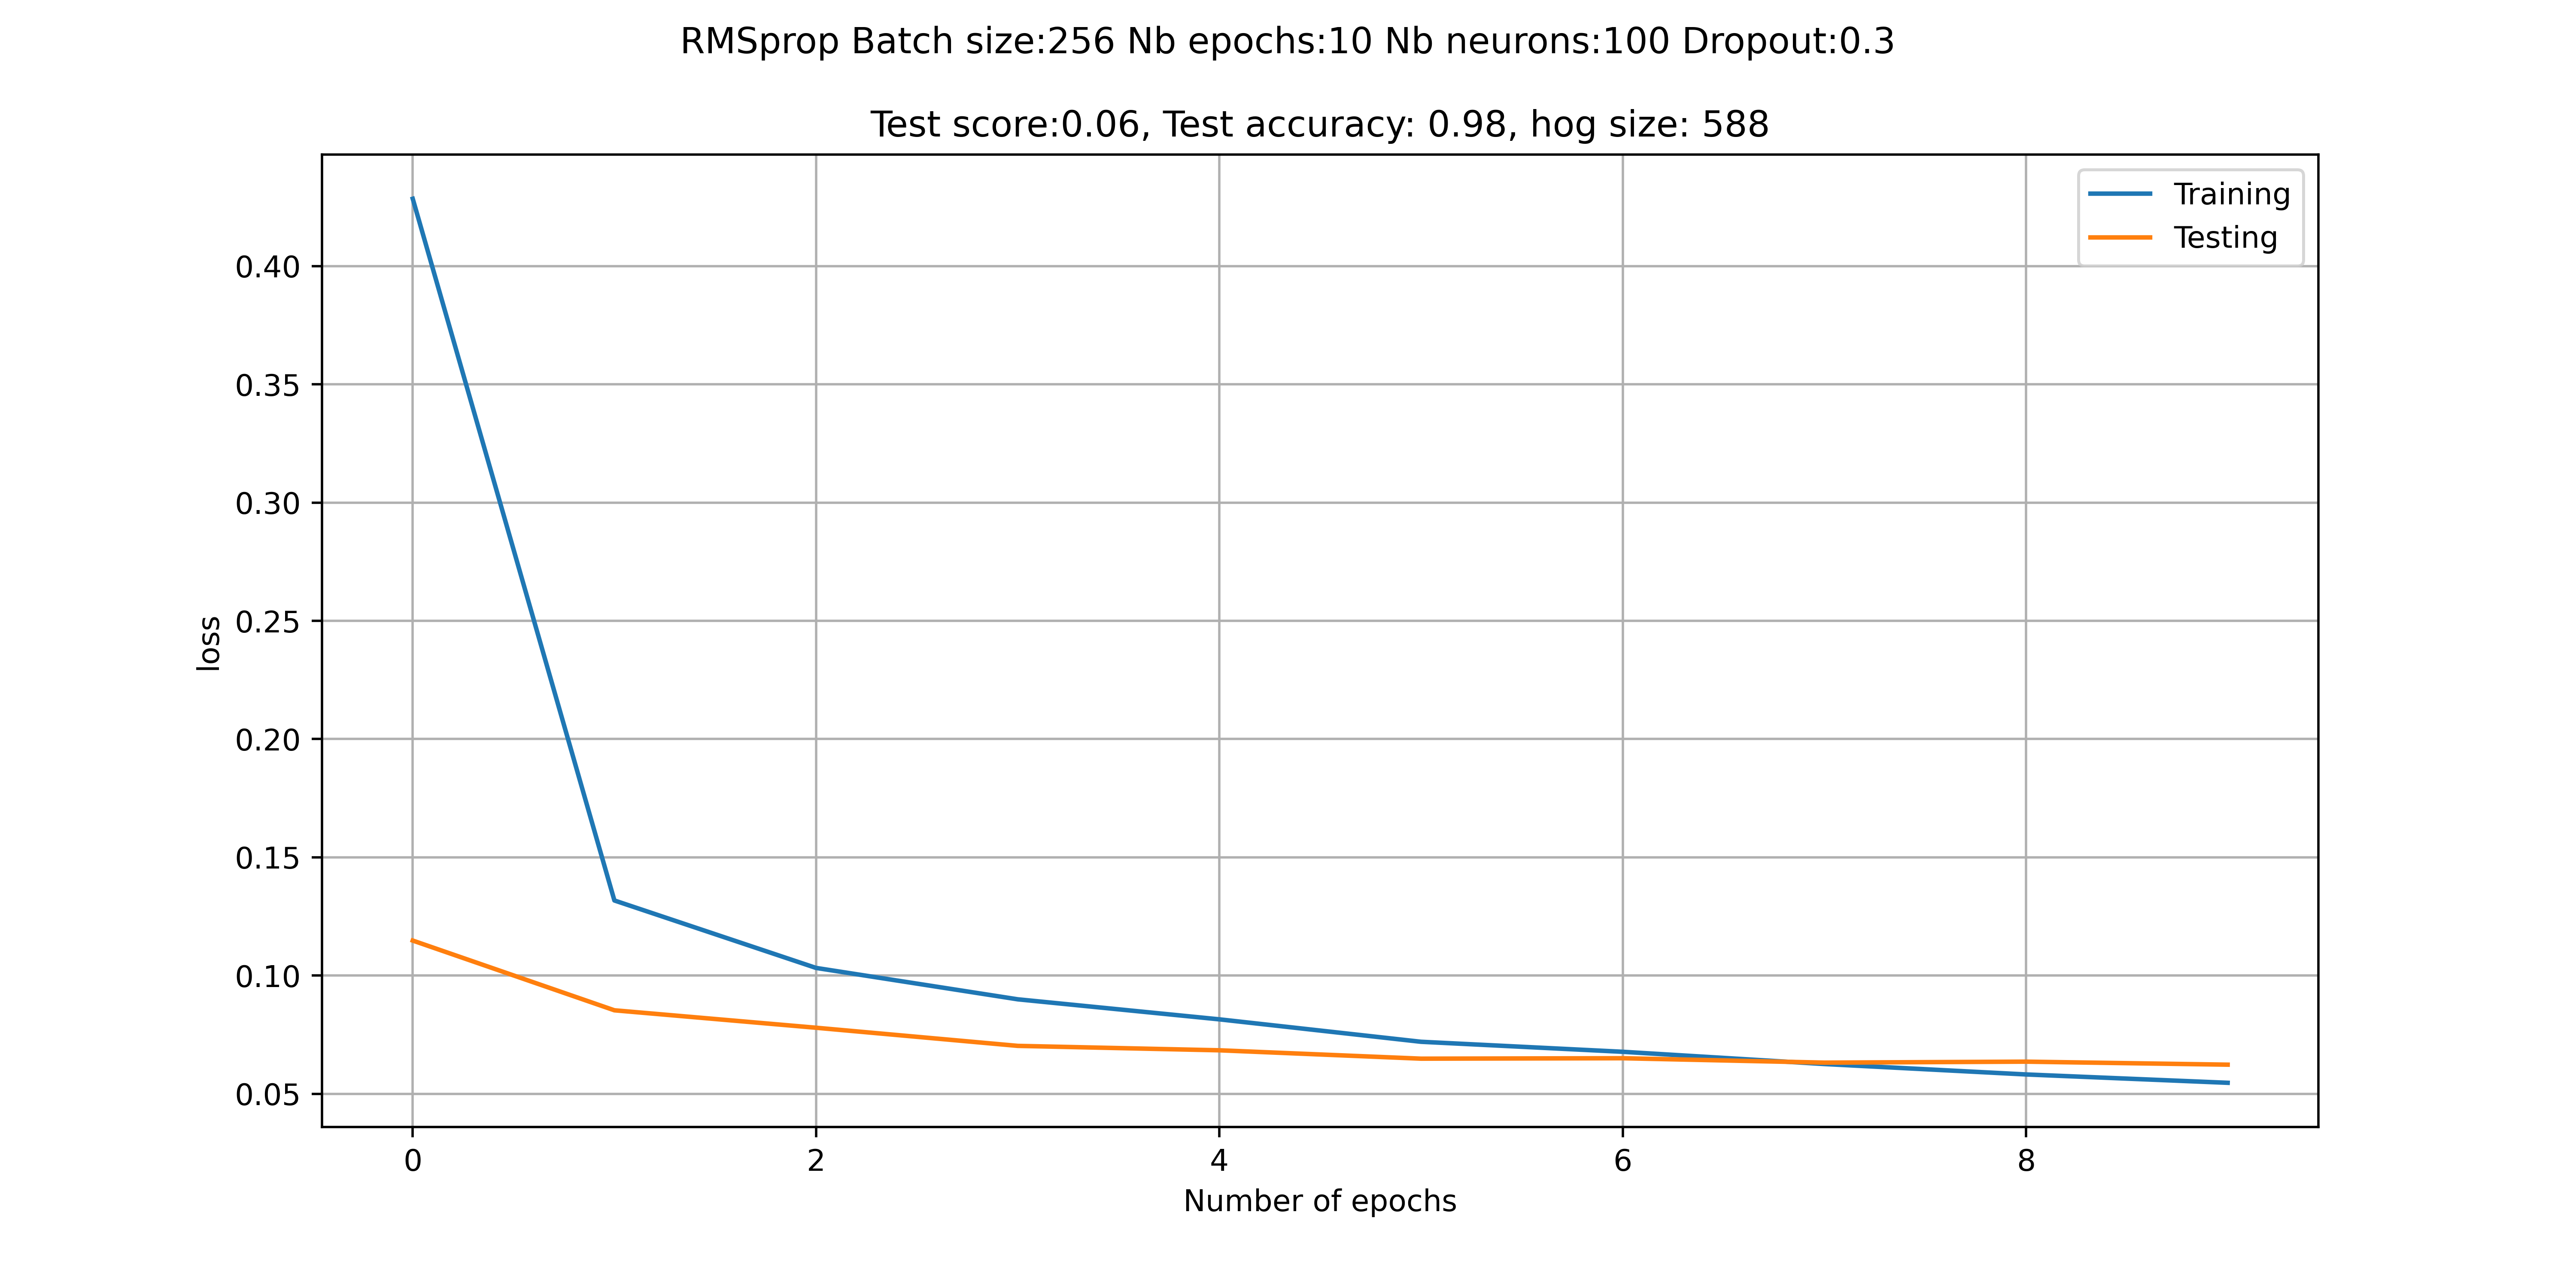 RMSprop Batch size:256 Nb epochs:10 Nb neurons:100 Dropout:0.3
Test score:0.06, Test accuracy: 0.98, hog size: 588
Training
Testing
0.40
0.35
0.30
0.25
0.20
0.15
0.10
0.05
loss
0 2 4 6 8
Number of epochs